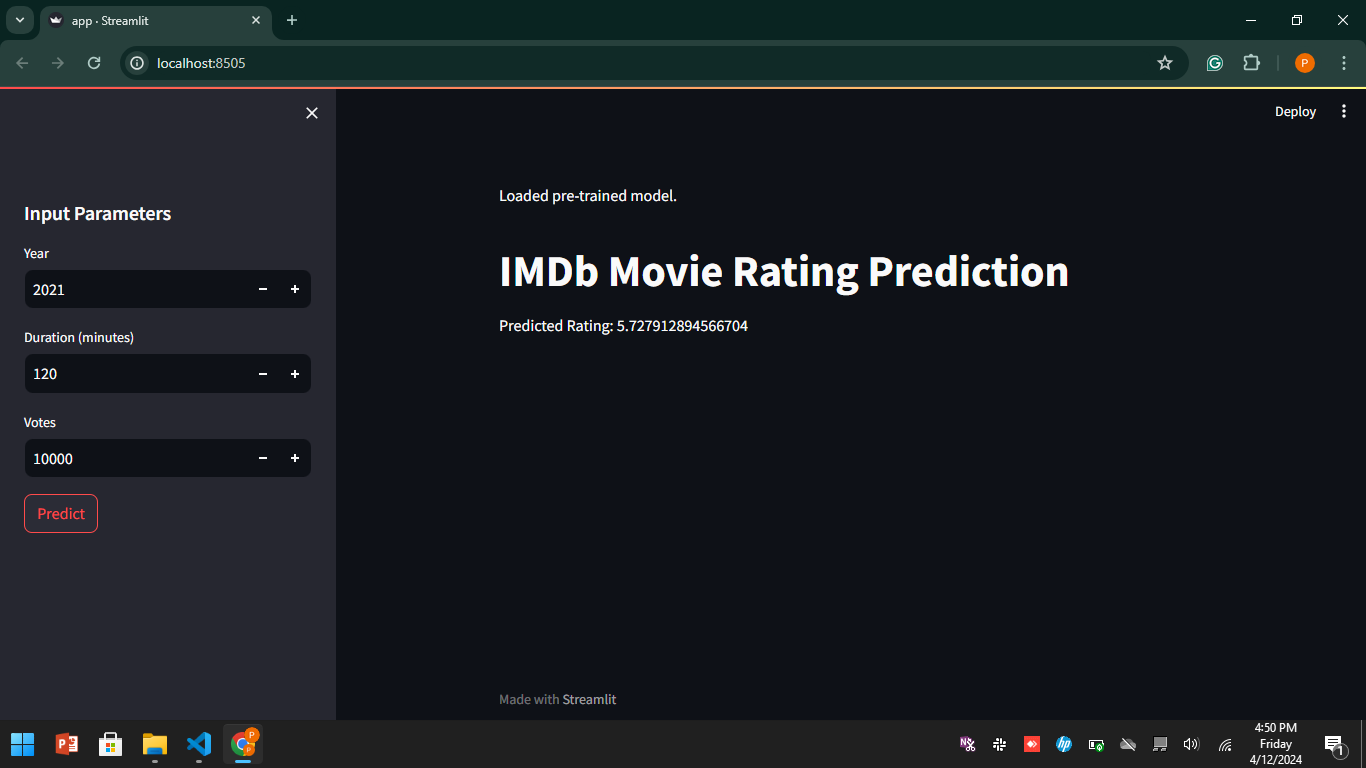 app · Streamlit
localhost:8505
P
Deploy
Input Parameters
Year
2021
Duration (minutes)
120
Votes
10000
Predict
Loaded pre-trained model.
IMDb Movie Rating Prediction
Predicted Rating: 5.727912894566704
Made with Streamlit
4:50 PM
Friday
4/12/2024
1